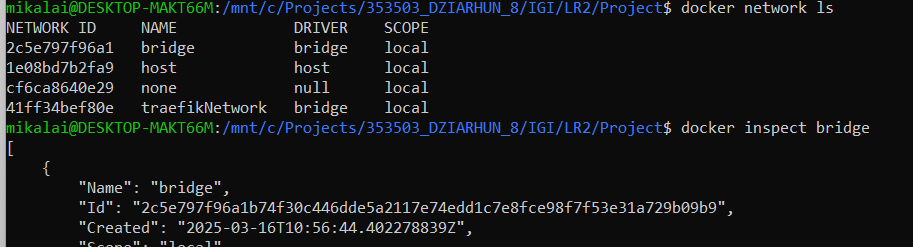 mikalai@DESKTOP-MAKT66M:/mnt/c/Projects/353503_DZIARHUN_8/IGI/LR2/Project$ docker network ls
NETWORK ID     NAME             DRIVER    SCOPE
2c5e797f96a1   bridge           bridge    local
1e08bd7b2fa9   host             host      local
cf6ca8640e29   none             null      local
41ff34bef80e   traefikNetwork   bridge    local
mikalai@DESKTOP-MAKT66M:/mnt/c/Projects/353503_DZIARHUN_8/IGI/LR2/Project$ docker inspect bridge
[
    {
        "Name": "bridge",
        "Id": "2c5e797f96a1b74f30c446dde5a2117e74edd1c7e8fce98f7f53e31a729b09b9",
        "Created": "2025-03-16T10:56:44.402278839Z",
        "Scope": "local"